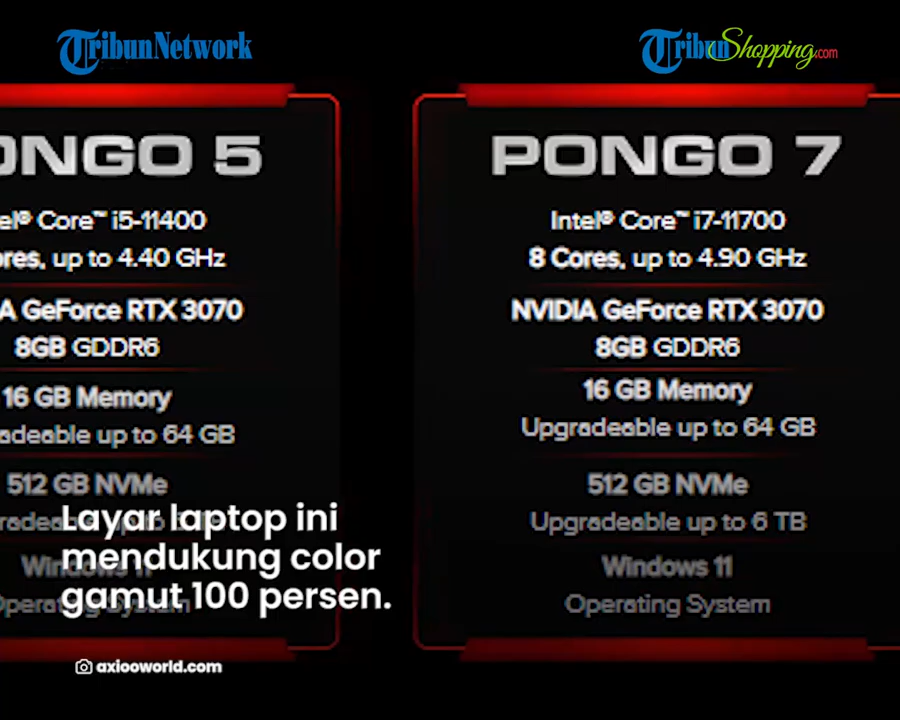 TribunNetwork
TribunShopping.com
ONGO 5
el® Core™ i5-11400
ores, up to 4.40 GHz
A GeForce RTX 3070
8GB GDDR6
16 GB Memory
adeable up to 64 GB
512 GB NVMe
PONGO 7
Intel® Core™ i7-11700
8 Cores, up to 4.90 GHz
NVIDIA GeForce RTX 3070
8GB GDDR6
16 GB Memory
Upgradeable up to 64 GB
512 GB NVMe
Upgradeable up to 6 TB
Windows 11
Operating System
Layar laptop ini
mendukung color
gamut 100 persen.
axiooworld.com